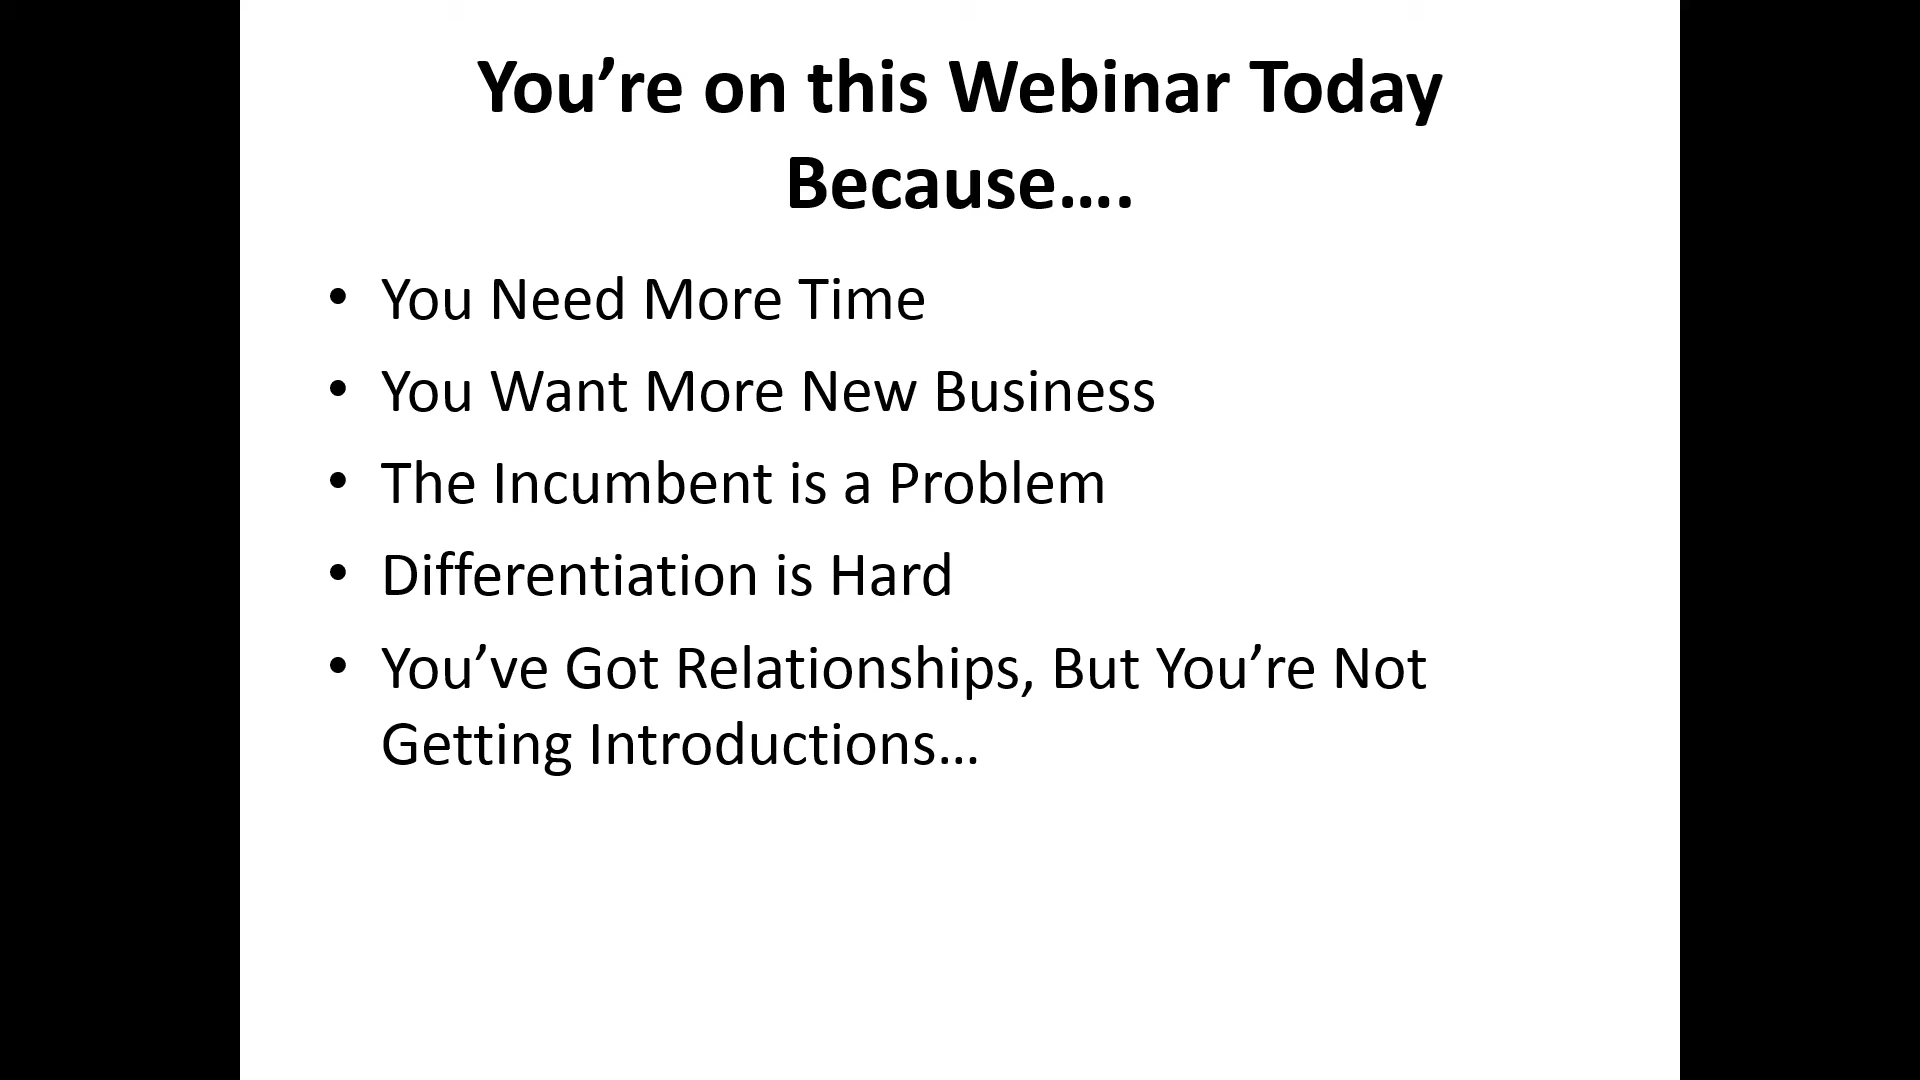 You’re on this Webinar Today
Because….
• You Need More Time
• You Want More New Business
• The Incumbent is a Problem
• Differentiation is Hard
• You’ve Got Relationships, But You’re Not
Getting Introductions…